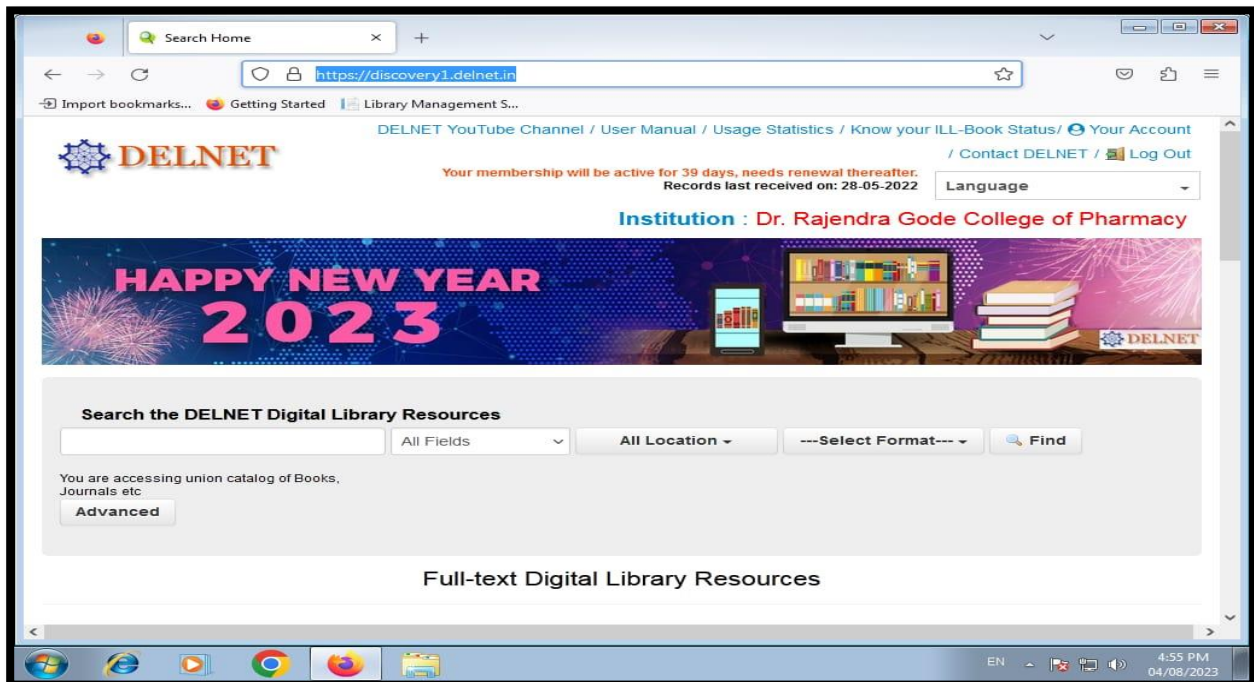 Search Home
https://discovery1.delnet.in
Import bookmarks... Getting Started Library Management S...
DELNET YouTube Channel / User Manual / Usage Statistics / Know your ILL-Book Status/ Your Account
/ Contact DELNET / Log Out
DELNET
Your membership will be active for 39 days, needs renewal thereafter.
Records last received on: 28-05-2022
Language
Institution : Dr. Rajendra Gode College of Pharmacy
HAPPY NEW YEAR
2023
DELNET
Search the DELNET Digital Library Resources
All Fields All Location ---Select Format--- Find
You are accessing union catalog of Books,
Journals etc
Advanced
Full-text Digital Library Resources
EN 4:55 PM
04/08/2023